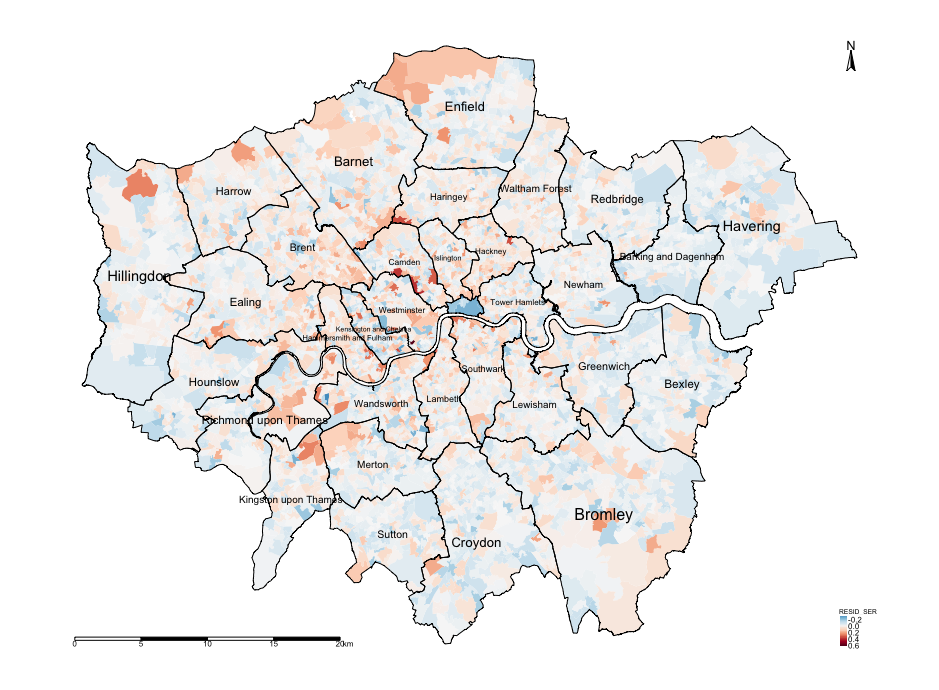 N
Enfield
Barnet
Harrow
Haringey
Waltham Forest
Redbridge
Havering
Brent
Hackney
Islington
Camden
Barking and Dagenham
Hillingdon
Newham
Ealing
Tower Hamlets
Westminster
Kensington and Chelsea
Hammersmith and Fulham
Greenwich
Southwark
Hounslow
Bexley
Lambeth
Wandsworth
Lewisham
Richmond upon Thames
Merton
Kingston upon Thames
Bromley
Sutton
Croydon
RESID_SER
-0.2
0.0
0.2
0.4
0.6
0 5 10 15 20km